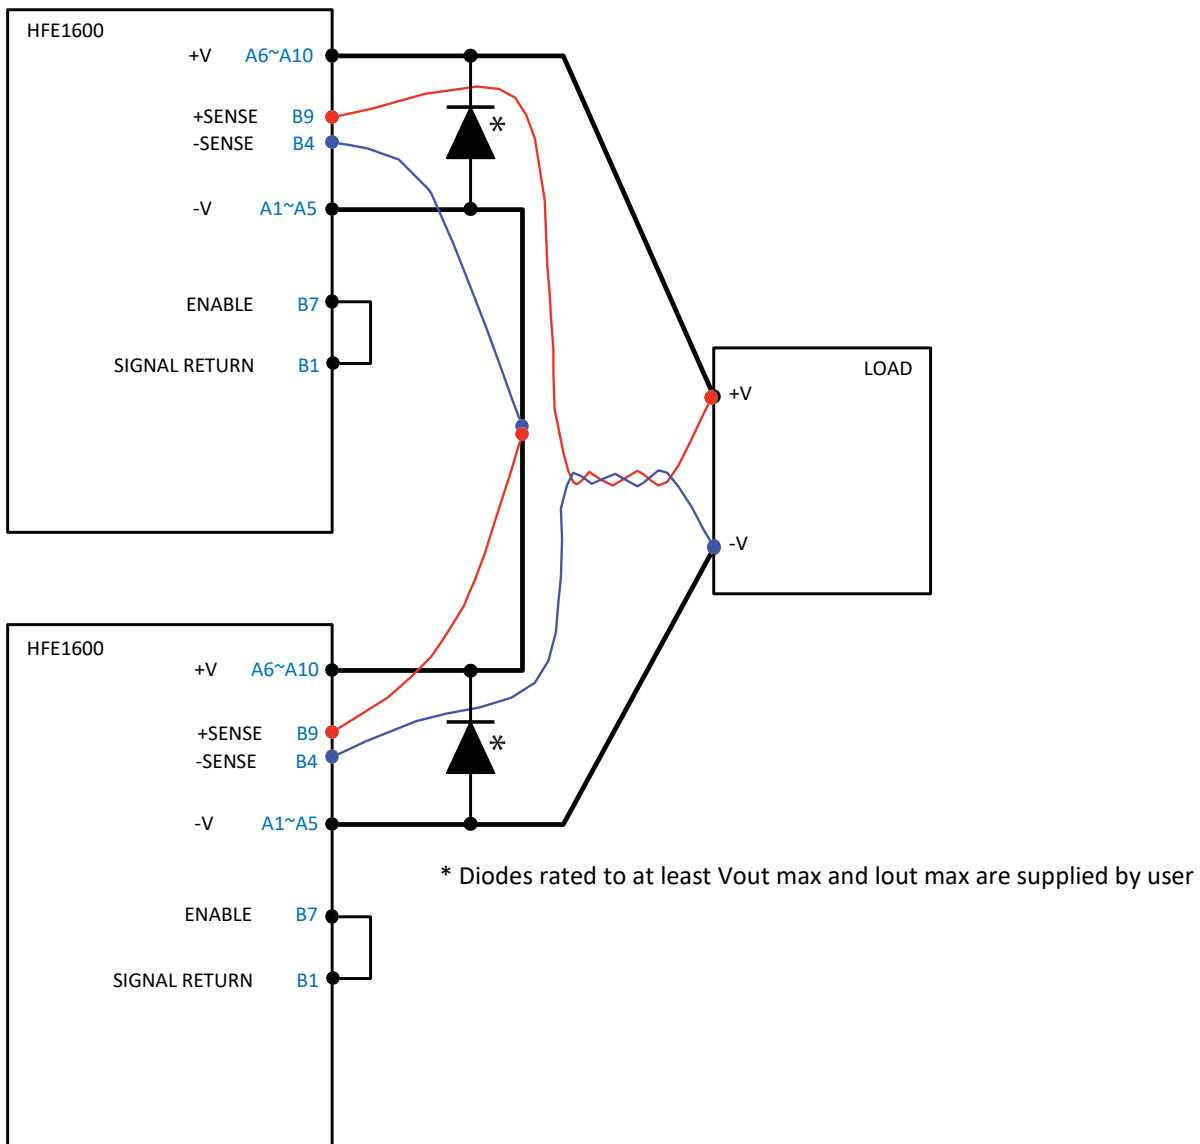 HFE1600
+V A6~A10
+SENSE B9
-SENSE B4
-V A1~A5
ENABLE B7
SIGNAL RETURN B1
LOAD
+V
-V
HFE1600
+V A6~A10
+SENSE B9
-SENSE B4
-V A1~A5
ENABLE B7
SIGNAL RETURN B1
*
*
* Diodes rated to at least Vout max and Iout max are supplied by user